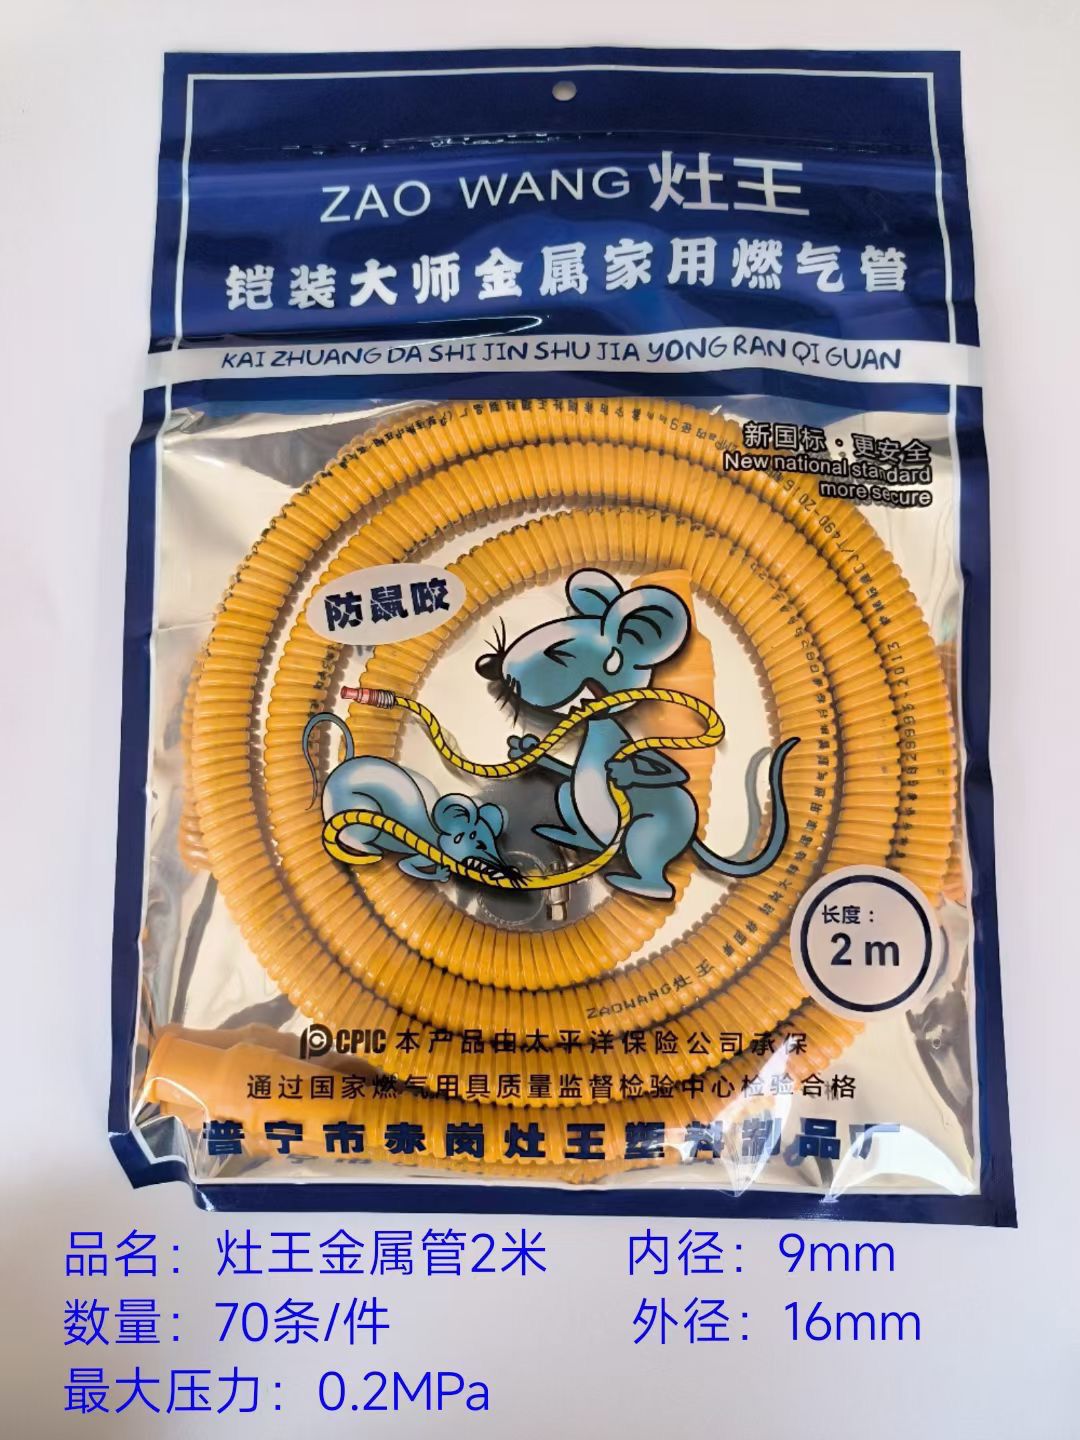 ZAO WANG 灶王
铠装大师金属家用燃气管
KAI ZHUANG DA SHI JIN SHU JIA YONG RAN QI GUAN
新国标·更安全
New national standard
more secure
防鼠咬
长度：
2 m
ZAOWANG灶王
CPIC 本产品由太平洋保险公司承保
通过国家燃气用具质量监督检验中心检验合格
普宁市赤岗灶王塑料制品厂
品名：灶王金属管2米 内径：9mm
数量：70条/件 外径：16mm
最大压力：0.2MPa